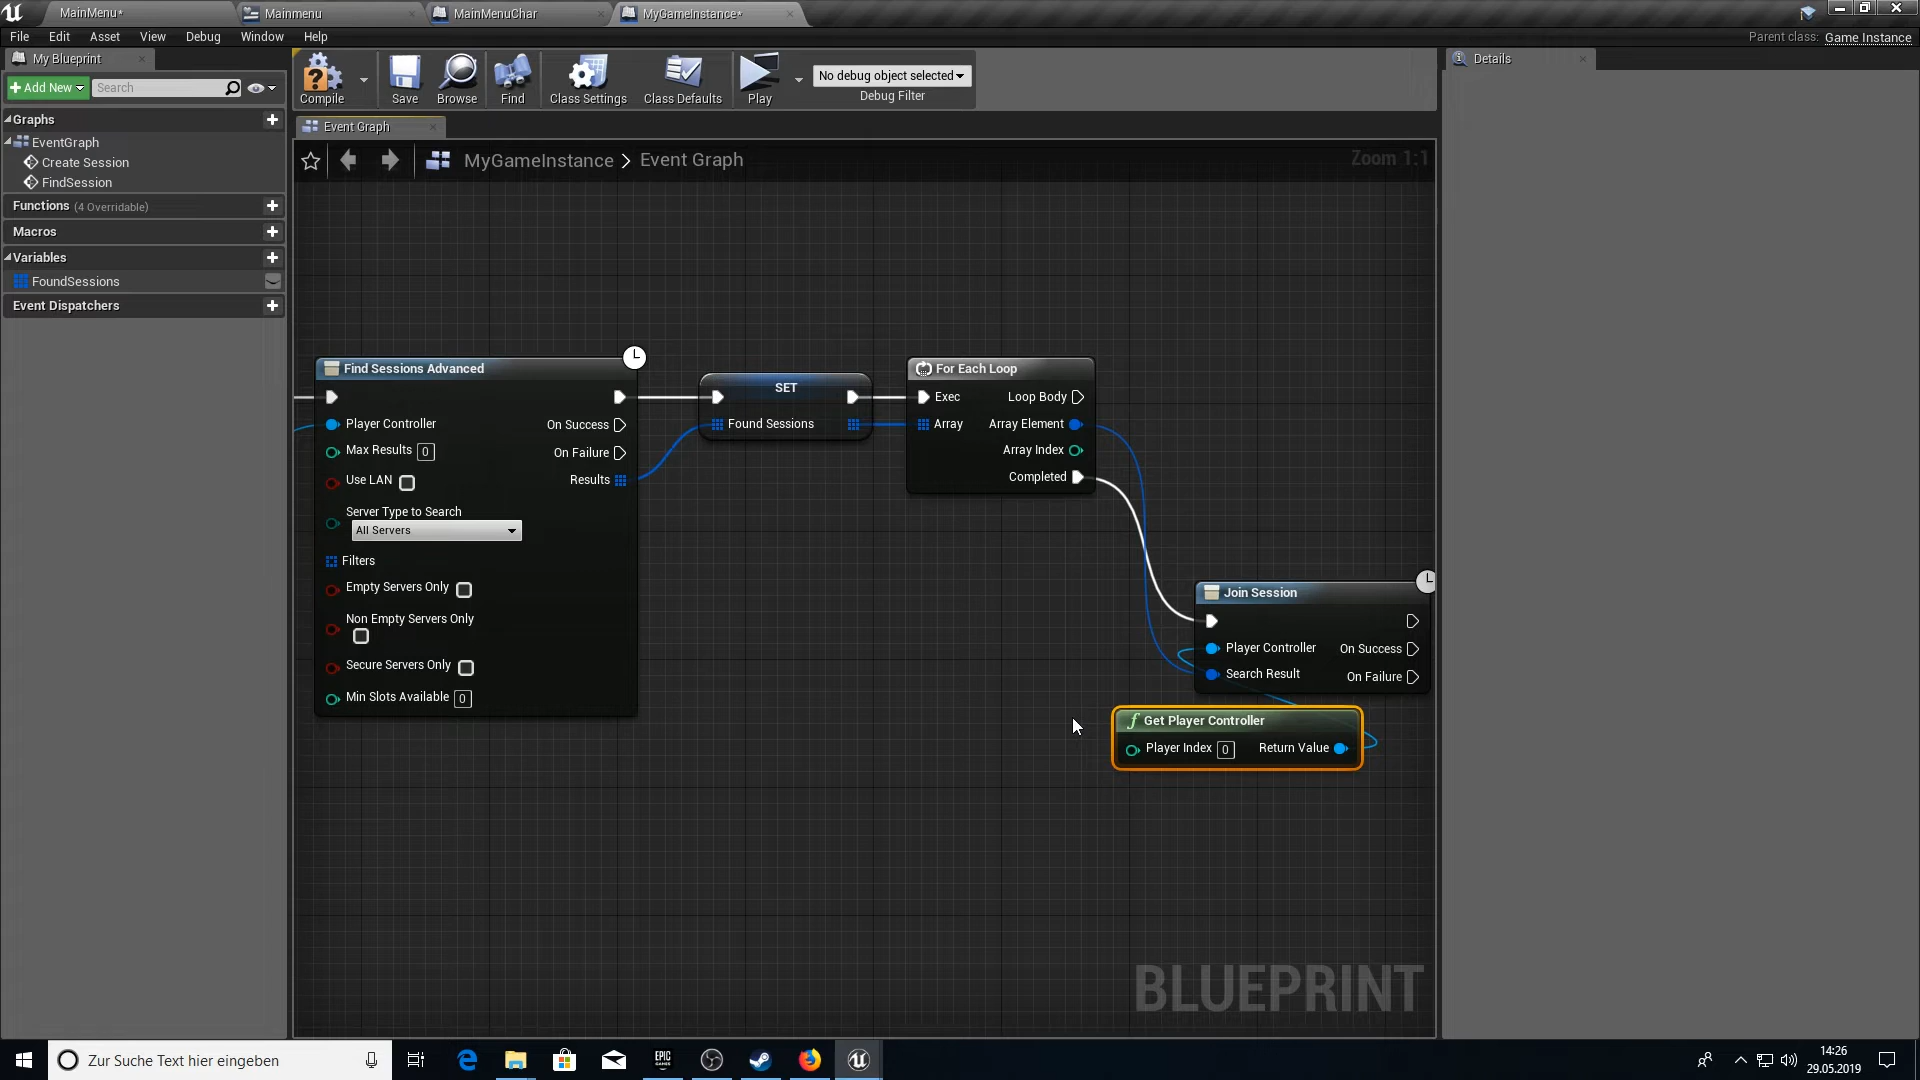 MainMenu*
Mainmenu
MainMenuChar
MyGameInstance*
File Edit Asset View Debug Window Help
Parent class: Game Instance
My Blueprint
Add New
Search
Compile
Save
Browse
Find
Class Settings
Class Defaults
Play
No debug object selected
Debug Filter
Details
Graphs
EventGraph
Create Session
FindSession
Functions (4 Overridable)
Macros
Variables
FoundSessions
Event Dispatchers
Event Graph
MyGameInstance > Event Graph
Zoom 1:1
Find Sessions Advanced
Player Controller
On Success
Max Results 0
On Failure
Use LAN
Results
Server Type to Search
All Servers
Filters
Empty Servers Only
Non Empty Servers Only
Secure Servers Only
Min Slots Available 0
SET
Found Sessions
For Each Loop
Exec
Loop Body
Array
Array Element
Array Index
Completed
Join Session
Player Controller
On Success
Search Result
On Failure
f Get Player Controller
Player Index 0
Return Value
BLUEPRINT
Zur Suche Text hier eingeben
EPIC
GAMES
14:26
29.05.2019